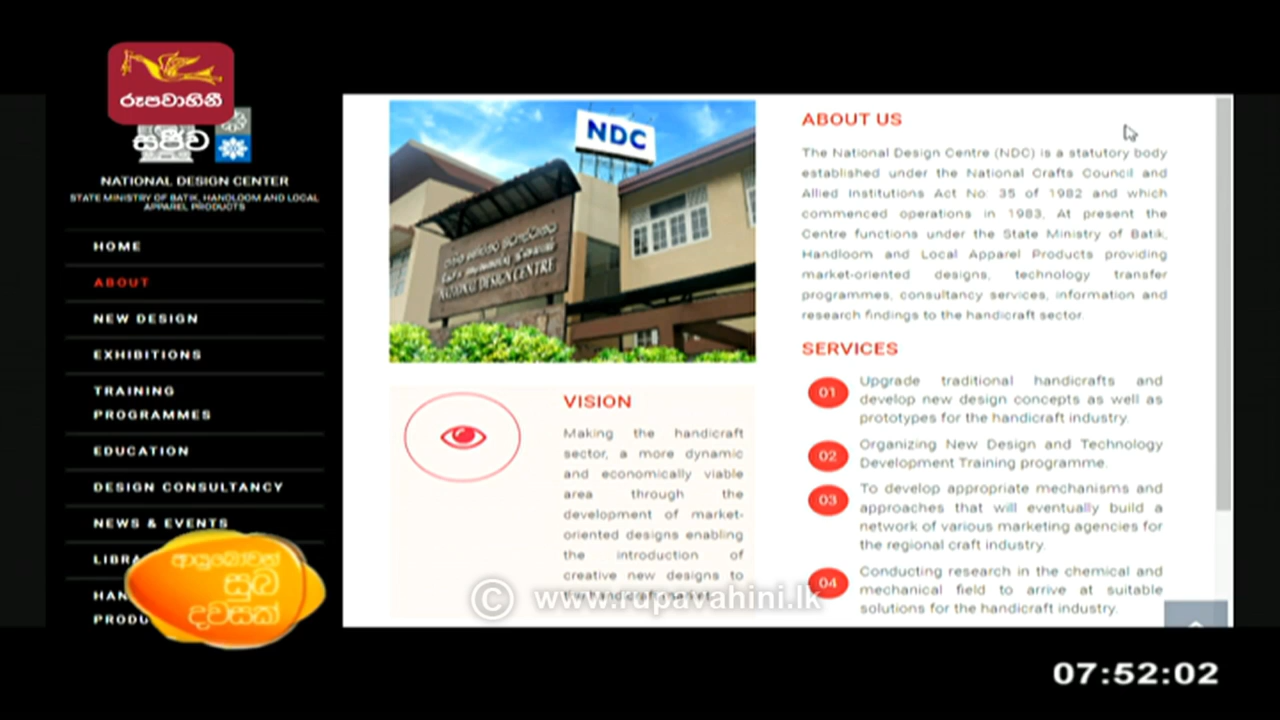 රූපවාහිනී
සජීව
NATIONAL DESIGN CENTER
STATE MINISTRY OF BATIK, HANDLOOM AND LOCAL
APPAREL PRODUCTS
HOME
ABOUT
NEW DESIGN
EXHIBITIONS
TRAINING
PROGRAMMES
EDUCATION
DESIGN CONSULTANCY
NEWS & EVENTS
LIBRA
HAN
PRODU
ආයුබෝවන්
සුබ
දවසක්
NDC
NATIONAL DESIGN CENTRE
VISION
Making the handicraft
sector, a more dynamic
and economically viable
area through the
development of market-
oriented designs enabling
the introduction of
creative new designs to
the handicraft market.
ABOUT US
The National Design Centre (NDC) is a statutory body
established under the National Crafts Council and
Allied Institutions Act No: 35 of 1982 and which
commenced operations in 1983. At present the
Centre functions under the State Ministry of Batik,
Handloom and Local Apparel Products providing
market-oriented designs, technology transfer
programmes, consultancy services, information and
research findings to the handicraft sector.
SERVICES
01 Upgrade traditional handicrafts and
develop new design concepts as well as
prototypes for the handicraft industry.
02 Organizing New Design and Technology
Development Training programme.
03 To develop appropriate mechanisms and
approaches that will eventually build a
network of various marketing agencies for
the regional craft industry.
04 Conducting research in the chemical and
mechanical field to arrive at suitable
solutions for the handicraft industry.
© www.rupavahini.lk
07:52:02